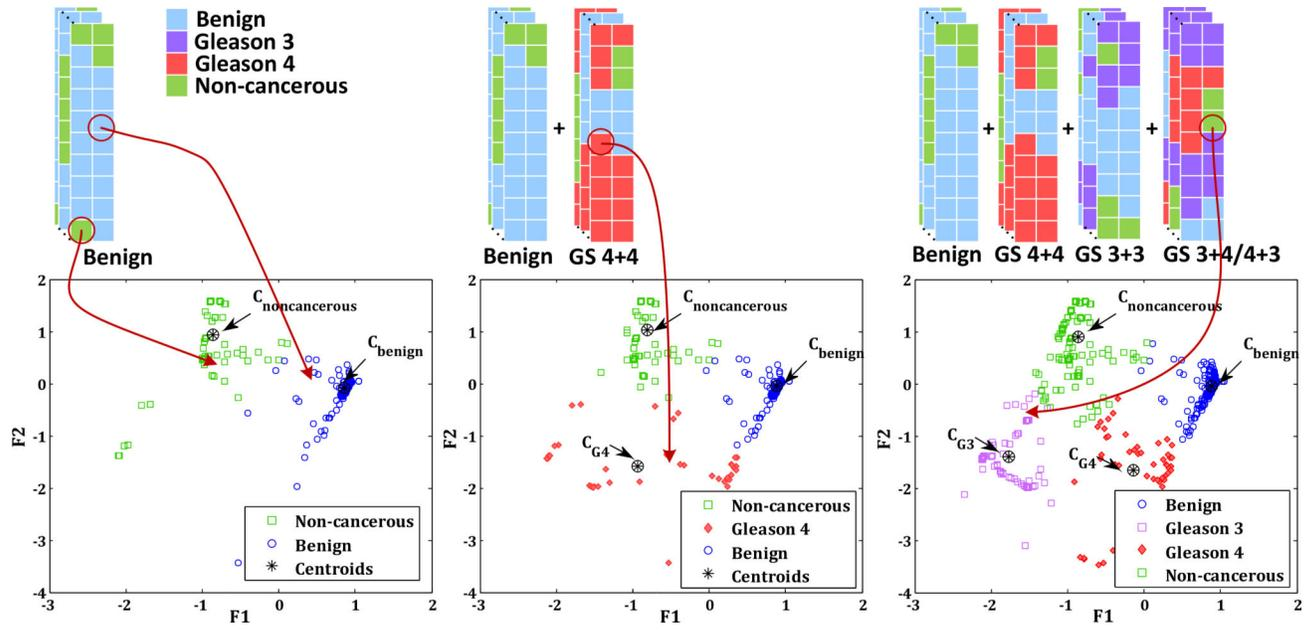 Benign
Gleason 3
Gleason 4
Non-cancerous
Benign
+
Benign GS 4+4
+ + +
Benign GS 4+4 GS 3+3 GS 3+4/4+3
2
1
0
-1
-2
-3
-4
F2
-3 -2 -1 0 1 2
F1
Cnoncancerous
Cbenign
Non-cancerous
Benign
Centroids
2
1
0
-1
-2
-3
-4
F2
-3 -2 -1 0 1 2
F1
Cnoncancerous
Cbenign
CG4
Non-cancerous
Gleason 4
Benign
Centroids
2
1
0
-1
-2
-3
-4
F2
-3 -2 -1 0 1 2
F1
Cnoncancerous
Cbenign
CG3
CG4
Benign
Gleason 3
Gleason 4
Non-cancerous